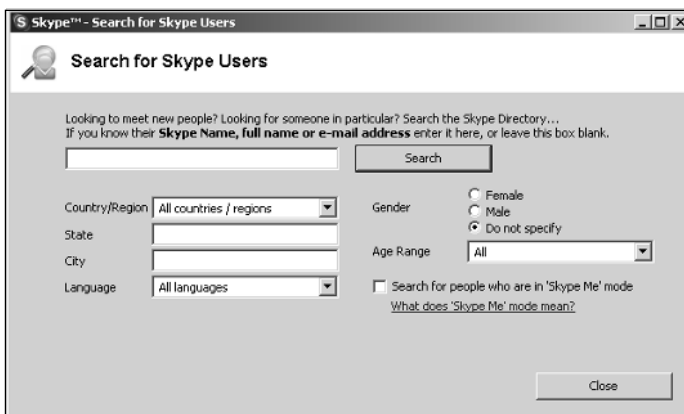 Skype™ - Search for Skype Users
Search for Skype Users
Looking to meet new people? Looking for someone in particular? Search the Skype Directory...
If you know their Skype Name, full name or e-mail address enter it here, or leave this box blank.
Search
Country/Region All countries / regions
State
City
Language All languages
Gender
Female
Male
Do not specify
Age Range All
Search for people who are in 'Skype Me' mode
What does 'Skype Me' mode mean?
Close